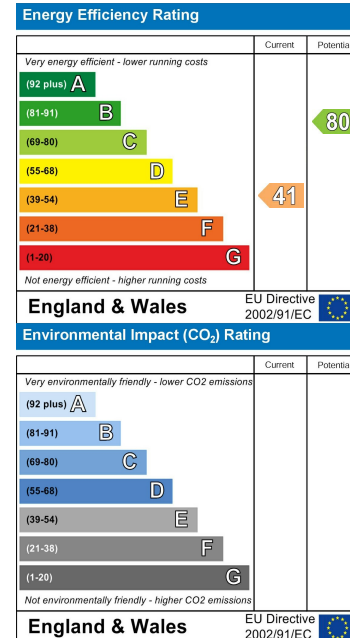 Energy Efficiency Rating
Current Potentia
Very energy efficient - lower running costs
(92 plus) A
(81-91) B
80
(69-80) C
(55-68) D
(39-54) E
41
(21-38) F
(1-20) G
Not energy efficient - higher running costs
England & Wales
EU Directive
2002/91/EC
Environmental Impact (CO₂) Rating
Current Potentia
Very environmentally friendly - lower CO2 emissions
(92 plus) A
(81-91) B
(69-80) C
(55-68) D
(39-54) E
(21-38) F
(1-20) G
Not environmentally friendly - higher CO2 emissions
England & Wales
EU Directive
2002/91/EC